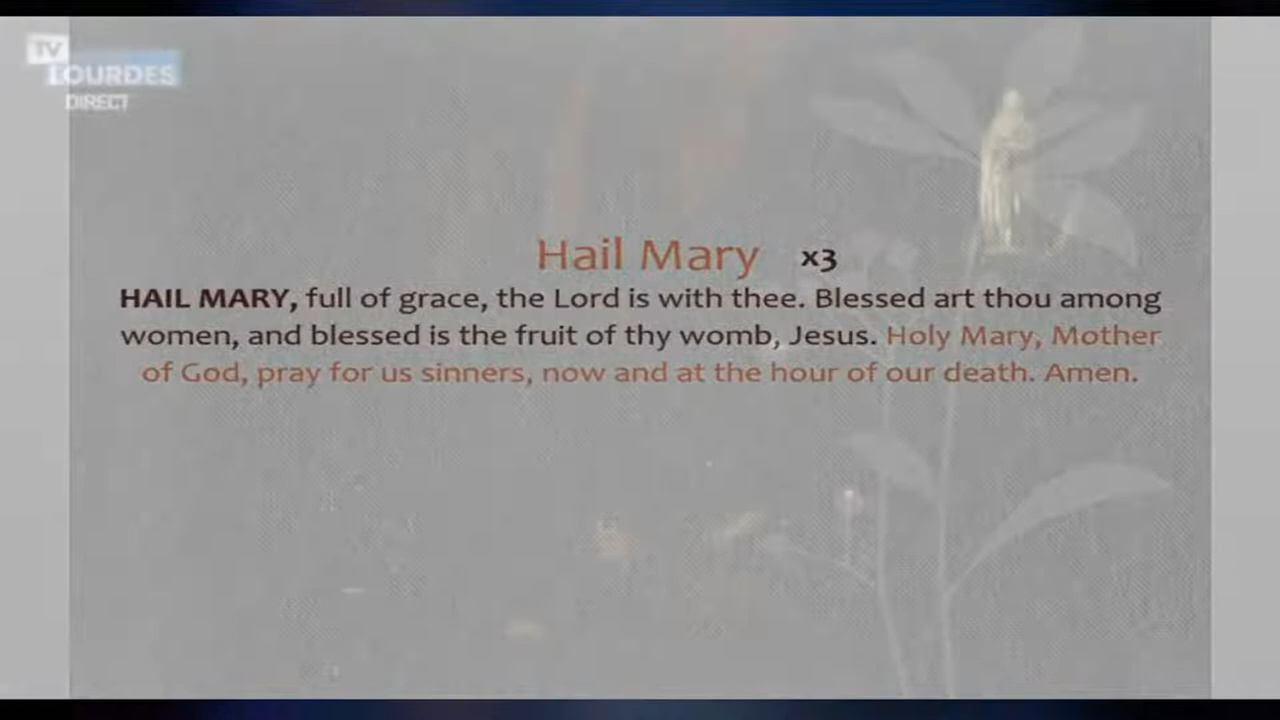 TV
LOURDES
DIRECT
Hail Mary x3
HAIL MARY, full of grace, the Lord is with thee. Blessed art thou among
women, and blessed is the fruit of thy womb, Jesus. Holy Mary, Mother
of God, pray for us sinners, now and at the hour of our death. Amen.